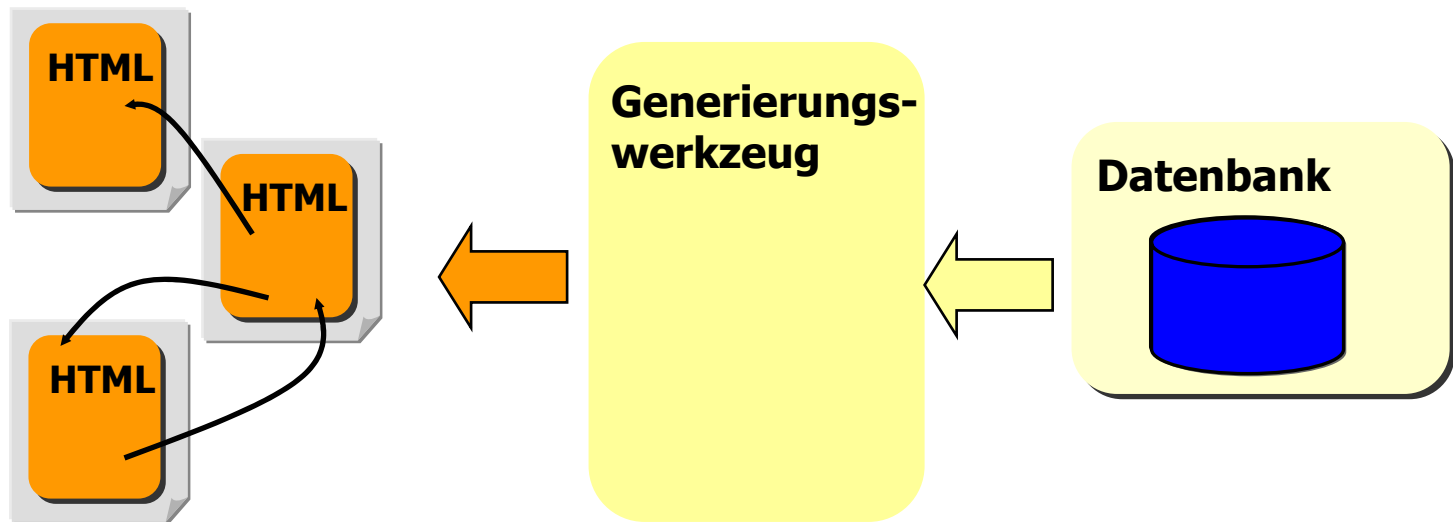 HTML
HTML
HTML
Generierungs-
werkzeug
Datenbank